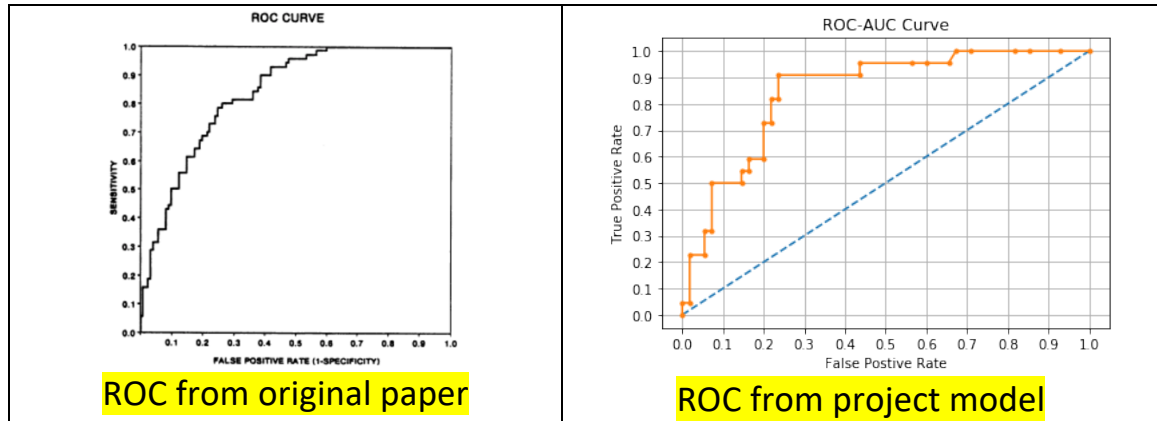 ROC CURVE
1.0
0.9
0.8
0.7
0.6
0.5
0.4
0.3
0.2
0.1
0.0
SENSITIVITY
0.1 0.2 0.3 0.4 0.5 0.6 0.7 0.8 0.9 1.0
FALSE POSITIVE RATE (1-SPECIFICITY)
ROC from original paper
ROC-AUC Curve
1.0
0.9
0.8
0.7
0.6
0.5
0.4
0.3
0.2
0.1
0.0
True Positive Rate
0.0 0.1 0.2 0.3 0.4 0.5 0.6 0.7 0.8 0.9 1.0
False Postive Rate
ROC from project model